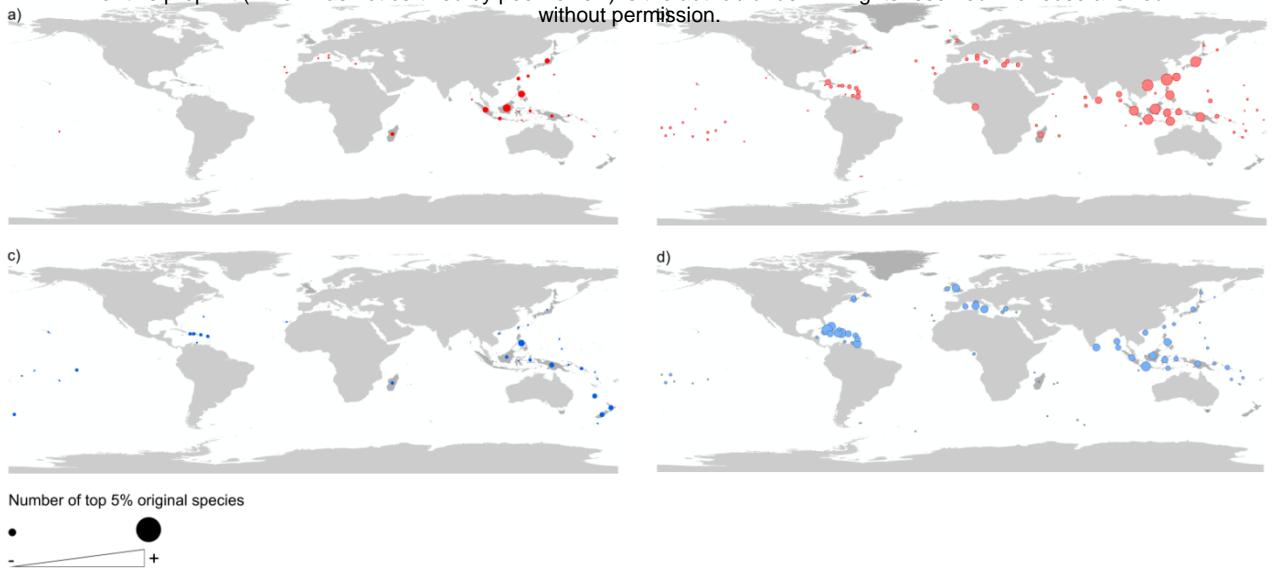 without permission.
a)
c)
d)
Number of top 5% original species
- +